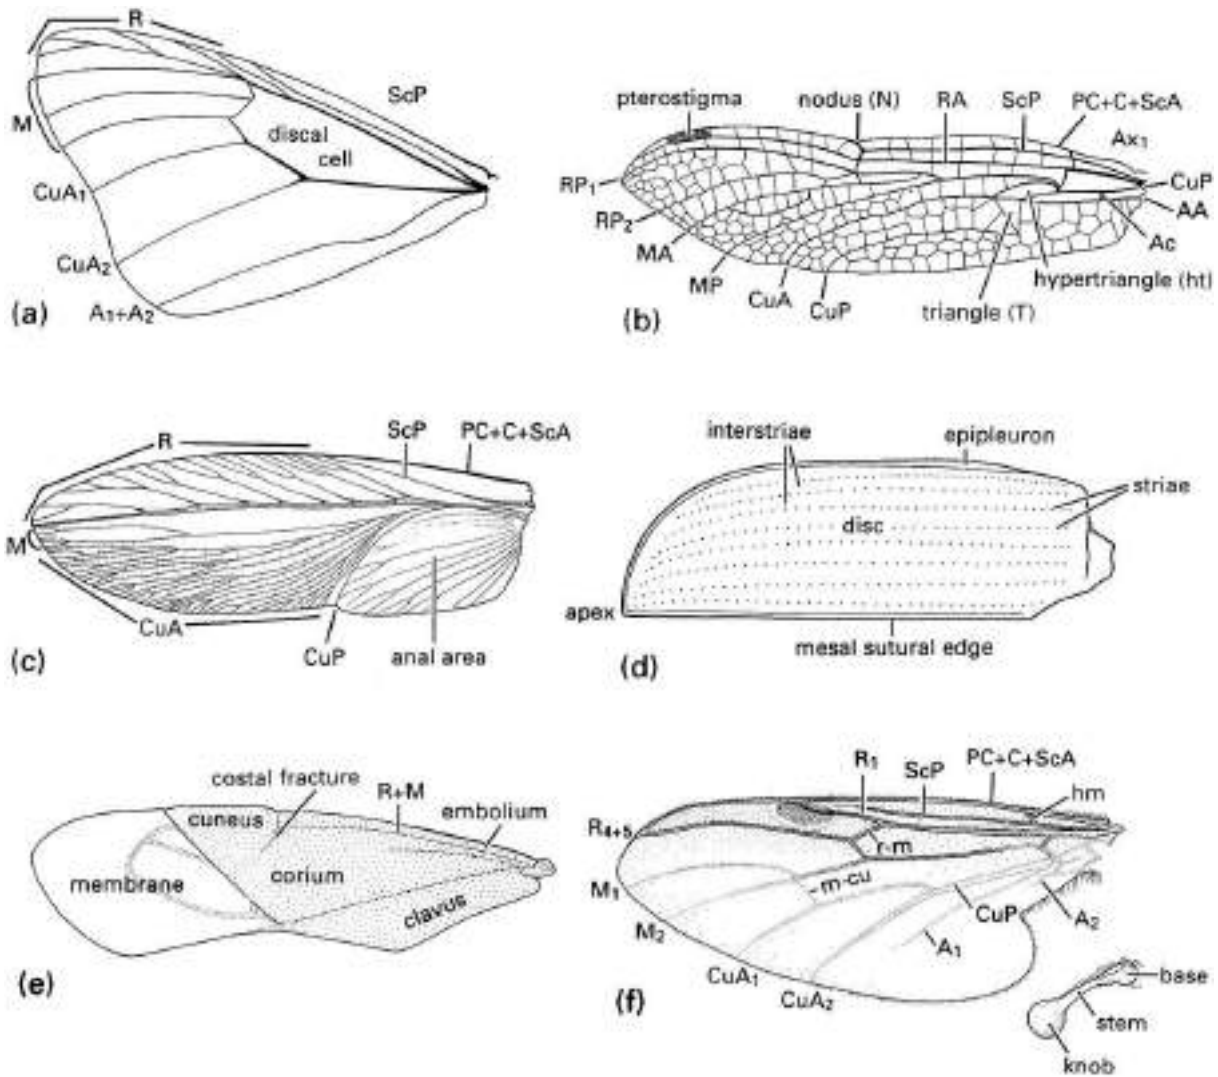 R
ScP
M
discal
cell
CuA1
CuA2
A1+A2
(a)
pterostigma
nodus (N)
RA
ScP
PC+C+ScA
Ax1
RP1
CuP
RP2
AA
MA
Ac
MP
hypertriangle (ht)
CuA
CuP
triangle (T)
(b)
R
ScP
PC+C+ScA
M
CuA
CuP
anal area
(c)
interstriae
epipleuron
striae
disc
apex
mesal sutural edge
(d)
costal fracture
R+M
embolium
cuneus
membrane
corium
clavus
(e)
R1
ScP
PC+C+ScA
hm
R4+5
r-m
M1
m-cu
M2
CuP
A2
A1
CuA1
CuA2
base
stem
knob
(f)